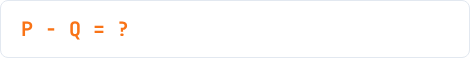 P - Q = ?